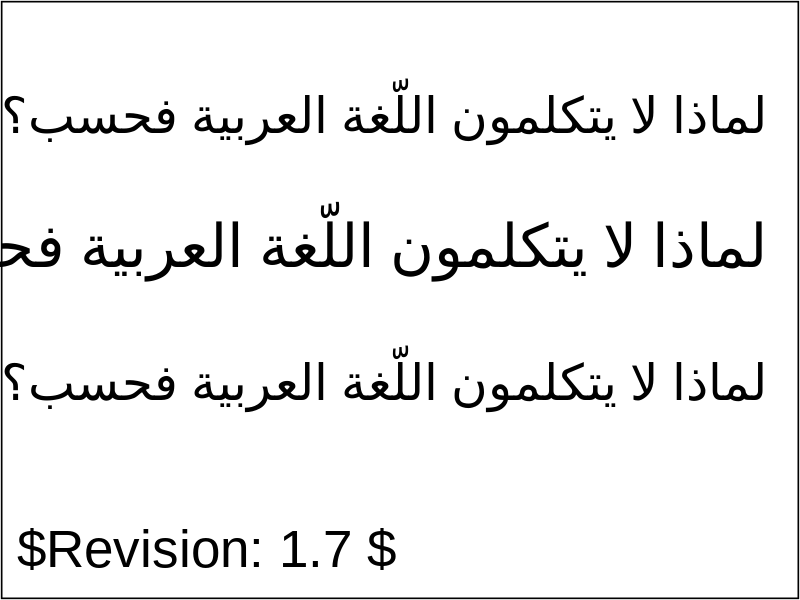 لماذا لا يتكلمون اللّغة العربية فحسب؟
لماذا لا يتكلمون اللّغة العربية
لماذا لا يتكلمون اللّغة العربية فحسب؟
$Revision: 1.7 $